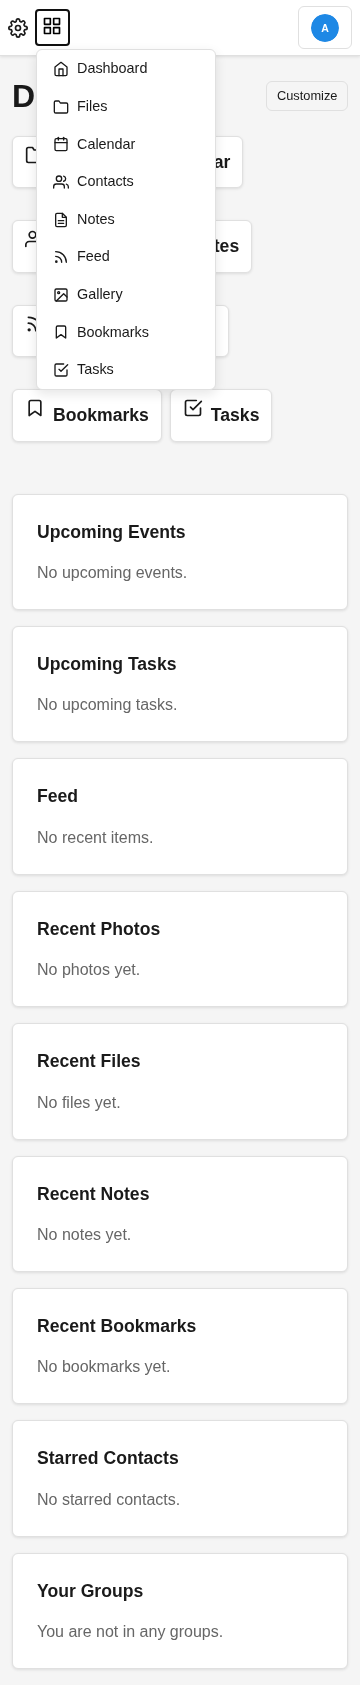 A
Dashboard
Files
Calendar
Contacts
Notes
Feed
Gallery
Bookmarks
Tasks
D
Customize
ar
tes
Bookmarks Tasks
Upcoming Events
No upcoming events.
Upcoming Tasks
No upcoming tasks.
Feed
No recent items.
Recent Photos
No photos yet.
Recent Files
No files yet.
Recent Notes
No notes yet.
Recent Bookmarks
No bookmarks yet.
Starred Contacts
No starred contacts.
Your Groups
You are not in any groups.